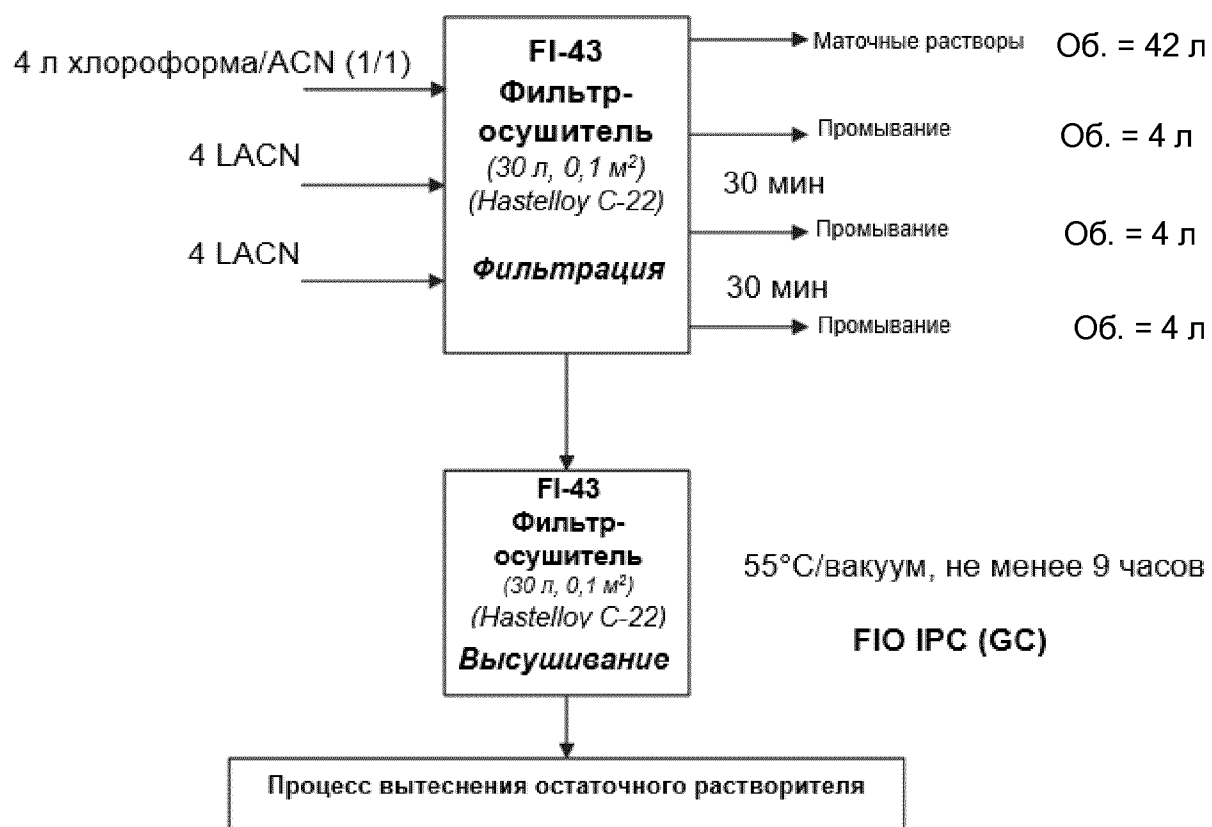 4 л хлороформа/ACN (1/1)
4 LACN
4 LACN
FI-43
Фильтр-
осушитель
(30 л, 0,1 м²)
(Hastelloy C-22)
Фильтрация
Маточные растворы Об. = 42 л
Промывание Об. = 4 л
30 мин
Промывание Об. = 4 л
30 мин
Промывание Об. = 4 л
FI-43
Фильтр-
осушитель
(30 л, 0,1 м²)
(Hastelloy C-22)
Высушивание
55°C/вакуум, не менее 9 часов
FIO IPC (GC)
Процесс вытеснения остаточного растворителя